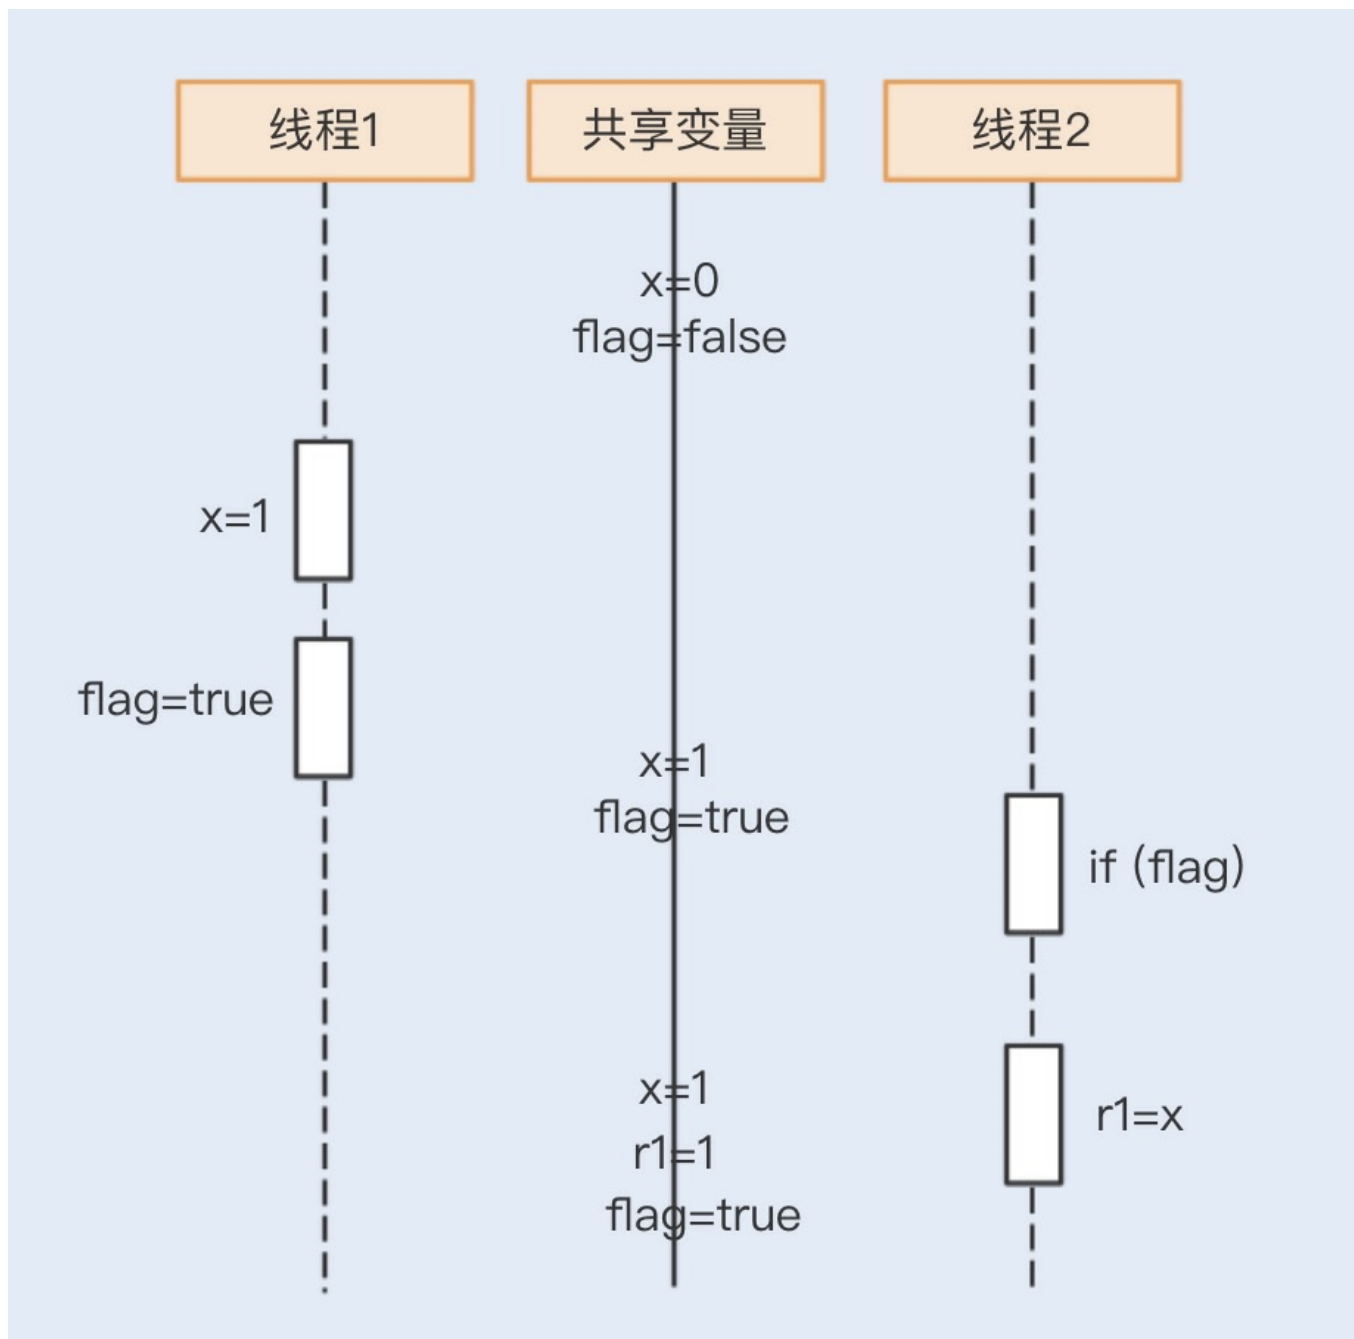 线程1
共享变量
线程2
x=0
flag=false
x=1
flag=true
x=1
flag=true
if (flag)
x=1
r1=x
r1=1
flag=true